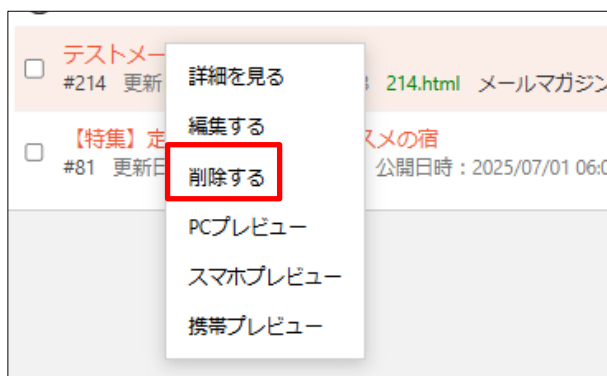 テストメー
#214 更新 214.html メールマガジン
【特集】定 スメの宿
#81 更新日 公開日時：2025/07/01 06:0
詳細を見る
編集する
削除する
PCプレビュー
スマホプレビュー
携帯プレビュー